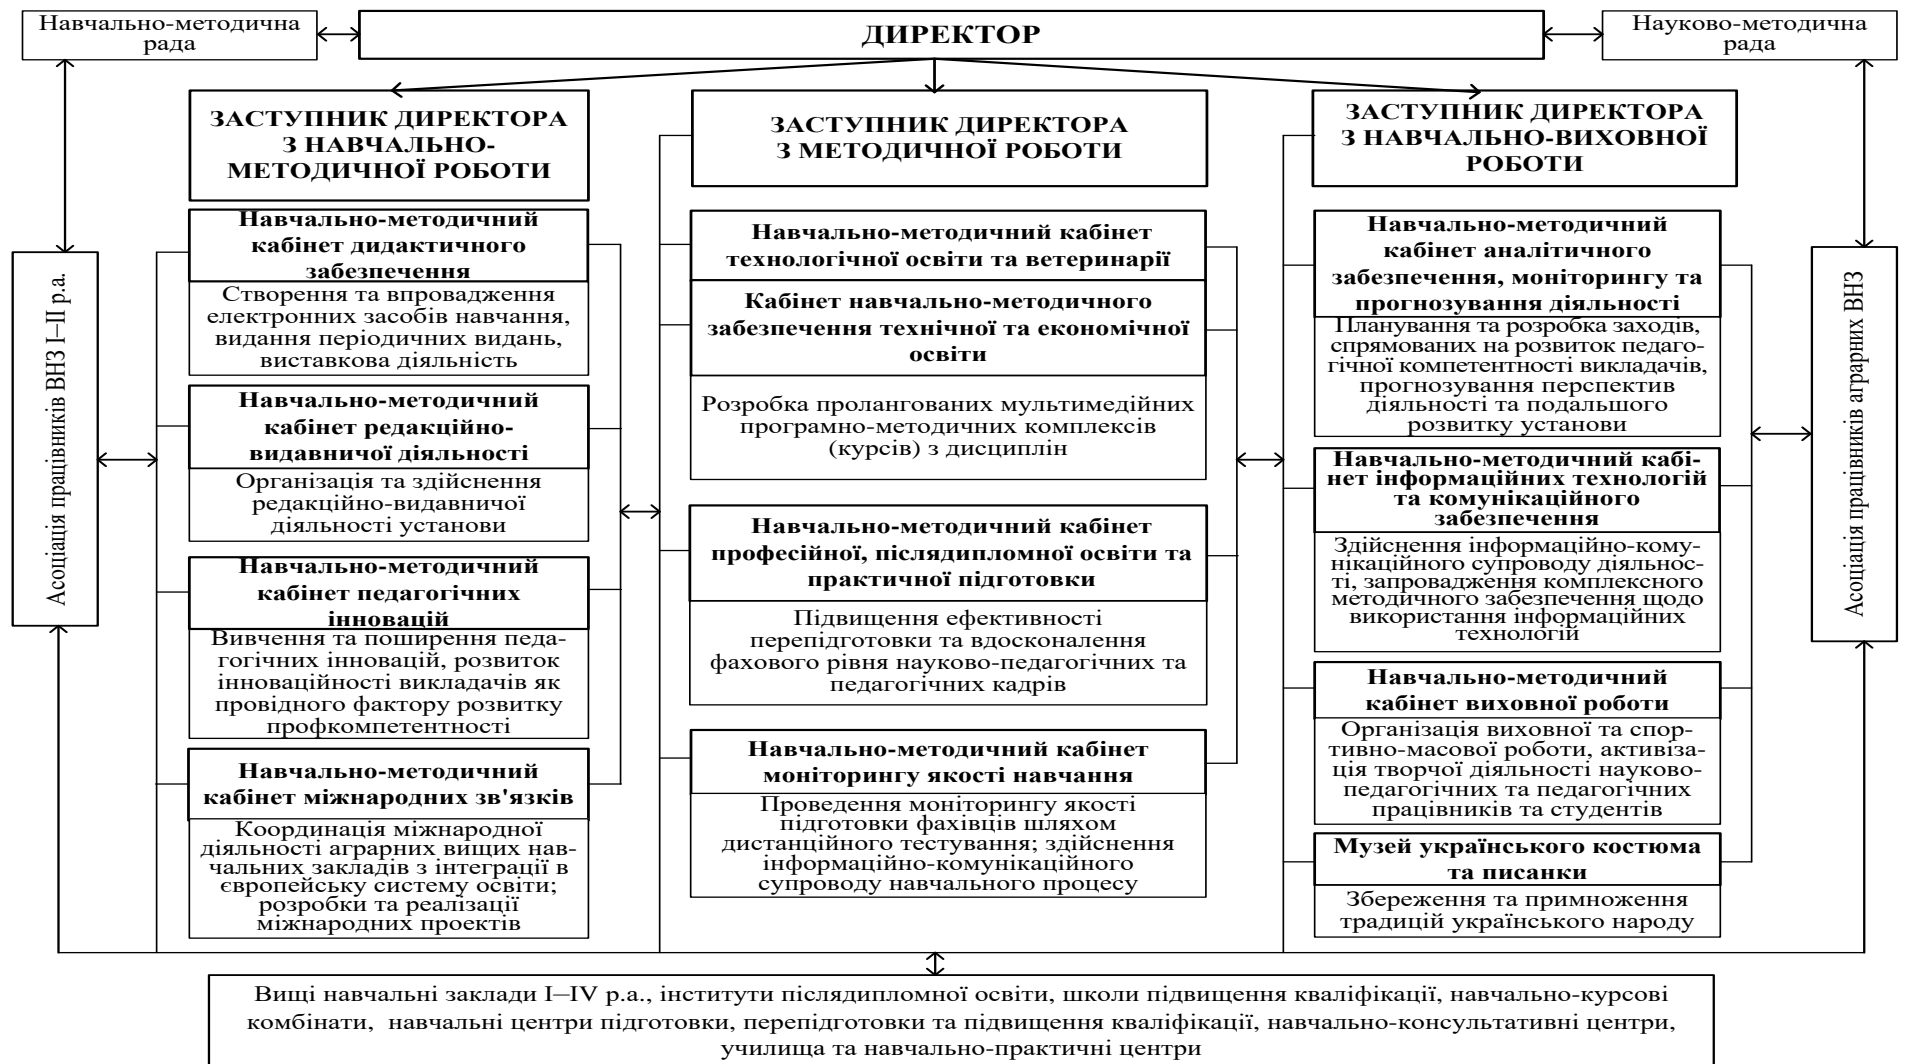 Навчально-методична
рада
ДИРЕКТОР
Науково-методична
рада
ЗАСТУПНИК ДИРЕКТОРА
З НАВЧАЛЬНО-
МЕТОДИЧНОЇ РОБОТИ
ЗАСТУПНИК ДИРЕКТОРА
З МЕТОДИЧНОЇ РОБОТИ
ЗАСТУПНИК ДИРЕКТОРА
З НАВЧАЛЬНО-ВИХОВНОЇ
РОБОТИ
Асоціація працівників ВНЗ І–ІІ р.а.
Навчально-методичний
кабінет дидактичного
забезпечення
Створення та впровадження
електронних засобів навчання,
видання періодичних видань,
виставкова діяльність
Навчально-методичний
кабінет редакційно-
видавничої діяльності
Організація та здійснення
редакційно-видавничої
діяльності установи
Навчально-методичний
кабінет педагогічних
інновацій
Вивчення та поширення педа-
гогічних інновацій, розвиток
інноваційності викладачів як
провідного фактору розвитку
профкомпетентності
Навчально-методичний
кабінет міжнародних зв'язків
Координація міжнародної
діяльності аграрних вищих нав-
чальних закладів з інтеграції в
європейську систему освіти;
розробки та реалізації
міжнародних проектів
Навчально-методичний кабінет
технологічної освіти та ветеринарії
Кабінет навчально-методичного
забезпечення технічної та економічної
освіти
Розробка пролангованих мультимедійних
програмно-методичних комплексів
(курсів) з дисциплін
Навчально-методичний кабінет
професійної, післядипломної освіти та
практичної підготовки
Підвищення ефективності
перепідготовки та вдосконалення
фахового рівня науково-педагогічних та
педагогічних кадрів
Навчально-методичний кабінет
моніторингу якості навчання
Проведення моніторингу якості
підготовки фахівців шляхом
дистанційного тестування; здійснення
інформаційно-комунікаційного
супроводу навчального процесу
Навчально-методичний
кабінет аналітичного
забезпечення, моніторингу та
прогнозування діяльності
Планування та розробка заходів,
спрямованих на розвиток педаго-
гічної компетентності викладачів,
прогнозування перспектив
діяльності та подальшого
розвитку установи
Навчально-методичний кабі-
нет інформаційних технологій
та комунікаційного
забезпечення
Здійснення інформаційно-кому-
нікаційного супроводу діяльнос-
ті, запровадження комплексного
методичного забезпечення щодо
використання інформаційних
технологій
Навчально-методичний
кабінет виховної роботи
Організація виховної та спор-
тивно-масової роботи, активіза-
ція творчої діяльності науково-
педагогічних та педагогічних
працівників та студентів
Музей українського костюма
та писанки
Збереження та примноження
традицій українського народу
Асоціація працівників аграрних ВНЗ
Вищі навчальні заклади І–ІV р.а., інститути післядипломної освіти, школи підвищення кваліфікації, навчально-курсові
комбінати, навчальні центри підготовки, перепідготовки та підвищення кваліфікації, навчально-консультативні центри,
училища та навчально-практичні центри